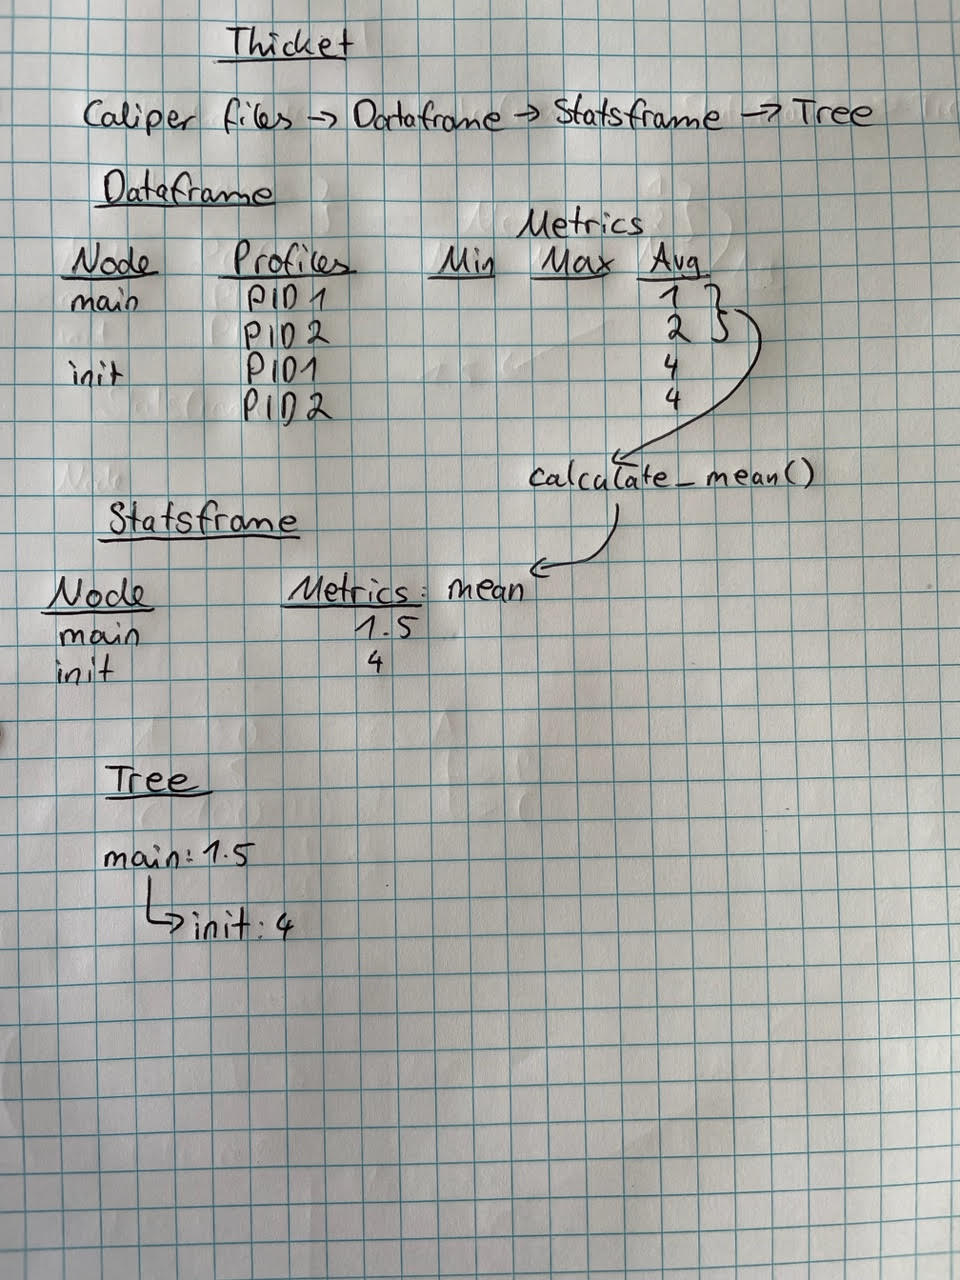 Thicket
Caliper files → Dataframe → Statsframe → Tree
Dataframe
Metrics
Node Profiles Min Max Avg
main PID 1 1
PID 2 2
init PID 1 4
PID 2 4
calculate_mean()
Statsframe
Node Metrics: mean
main 1.5
init 4
Tree
main: 1.5
init: 4